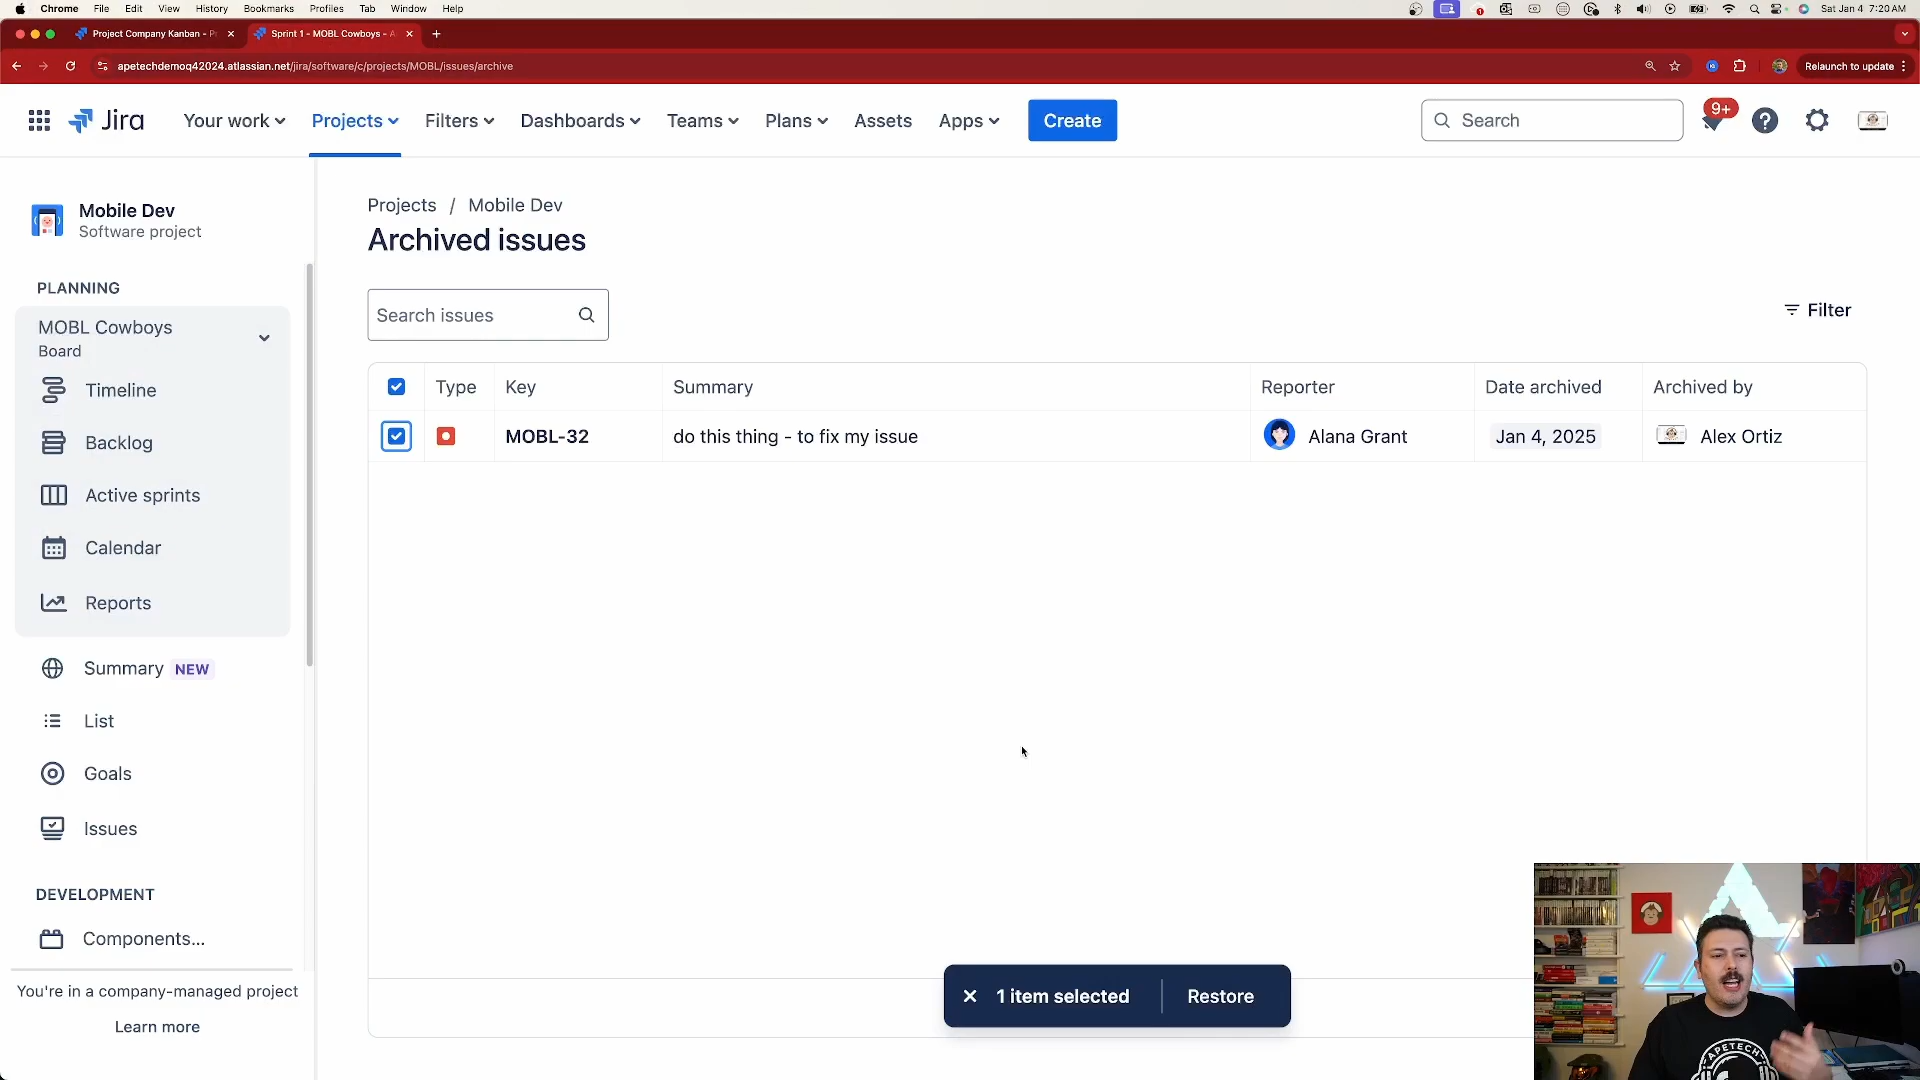 Chrome File Edit View History Bookmarks Profiles Tab Window Help
Sat Jan 4 7:20 AM
Project Company Kanban -
Sprint 1 - MOBL Cowboys -
apetechdemoq42024.atlassian.net/jira/software/c/projects/MOBL/issues/archive
Relaunch to update
Jira
Your work
Projects
Filters
Dashboards
Teams
Plans
Assets
Apps
Create
Search
9+
Mobile Dev
Software project
PLANNING
MOBL Cowboys
Board
Timeline
Backlog
Active sprints
Calendar
Reports
Summary NEW
List
Goals
Issues
DEVELOPMENT
Components...
You're in a company-managed project
Learn more
Projects / Mobile Dev
Archived issues
Search issues
Filter
Type Key Summary Reporter Date archived Archived by
MOBL-32 do this thing - to fix my issue Alana Grant Jan 4, 2025 Alex Ortiz
1 item selected
Restore
APETECH